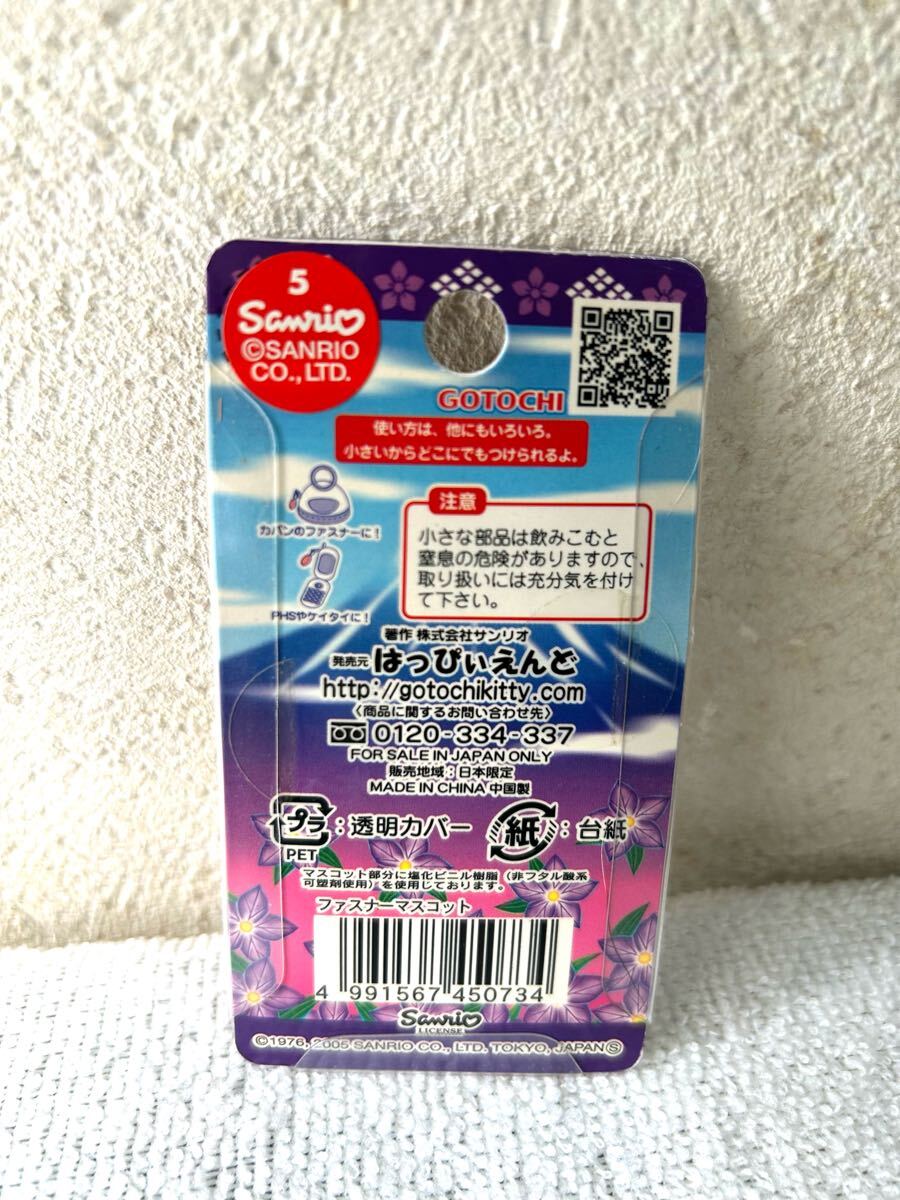 5
Sanrio
©SANRIO
CO., LTD.
GOTOCHI
使い方は、他にもいろいろ。
小さいからどこにでもつけられるよ。
カバンのファスナーに!
PHSやケイタイに!
注意
小さな部品は飲みこむと
窒息の危険がありますので、
取り扱いには充分気を付け
て下さい。
著作 株式会社サンリオ
発売元 はっぴぃえんど
http://gotochikitty.com
〈商品に関するお問い合わせ先〉
0120-334-337
FOR SALE IN JAPAN ONLY
販売地域:日本限定
MADE IN CHINA 中国製
プラ :透明カバー 紙 :台紙
PET
マスコット部分に塩化ビニル樹脂(非フタル酸系
可塑剤使用)を使用しております。
ファスナーマスコット
4 991567 450734
Sanrio
LICENSE
©1976, 2005 SANRIO CO., LTD. TOKYO, JAPAN Ⓢ